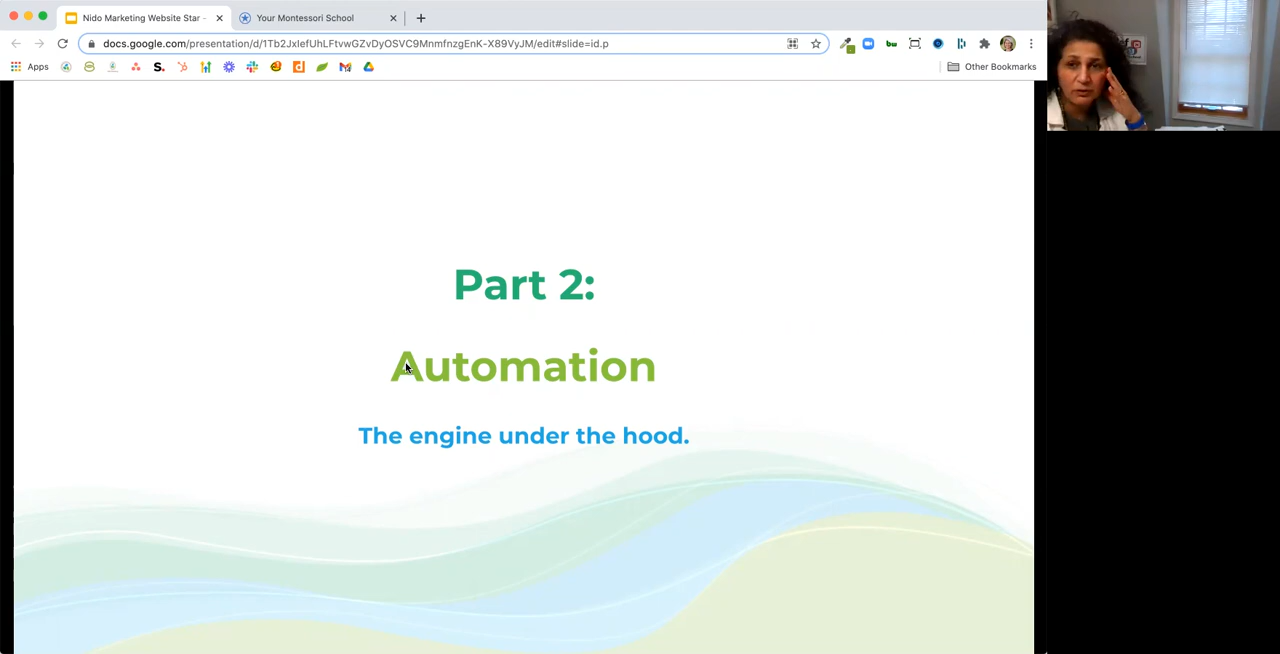 Nido Marketing Website Star -
Your Montessori School
docs.google.com/presentation/d/1Tb2JxIefUhLFtvwGZvDyOSVC9MnmfnzgEnK-X89VyJM/edit#slide=id.p
Apps
Other Bookmarks
Part 2:
Automation
The engine under the hood.